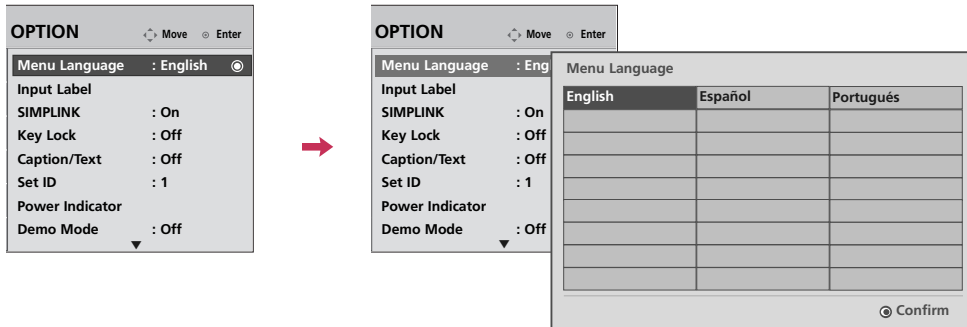 OPTION Move Enter
Menu Language : English
Input Label
SIMPLINK : On
Key Lock : Off
Caption/Text : Off
Set ID : 1
Power Indicator
Demo Mode : Off
OPTION Move Enter
Menu Language : Eng
Input Label
SIMPLINK : On
Key Lock : Off
Caption/Text : Off
Set ID : 1
Power Indicator
Demo Mode : Off
Menu Language
English Español Portugués
Confirm